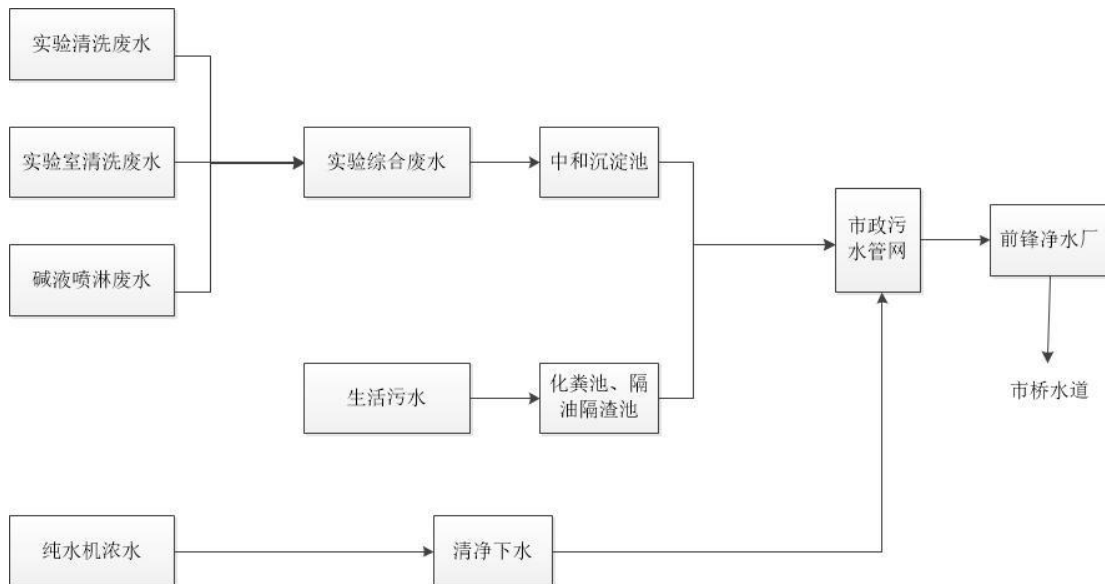 实验清洗废水
实验室清洗废水
实验综合废水
中和沉淀池
碱液喷淋废水
市政污
水管网
前锋净水厂
市桥水道
生活污水
化粪池、隔
油隔渣池
纯水机浓水
清净下水